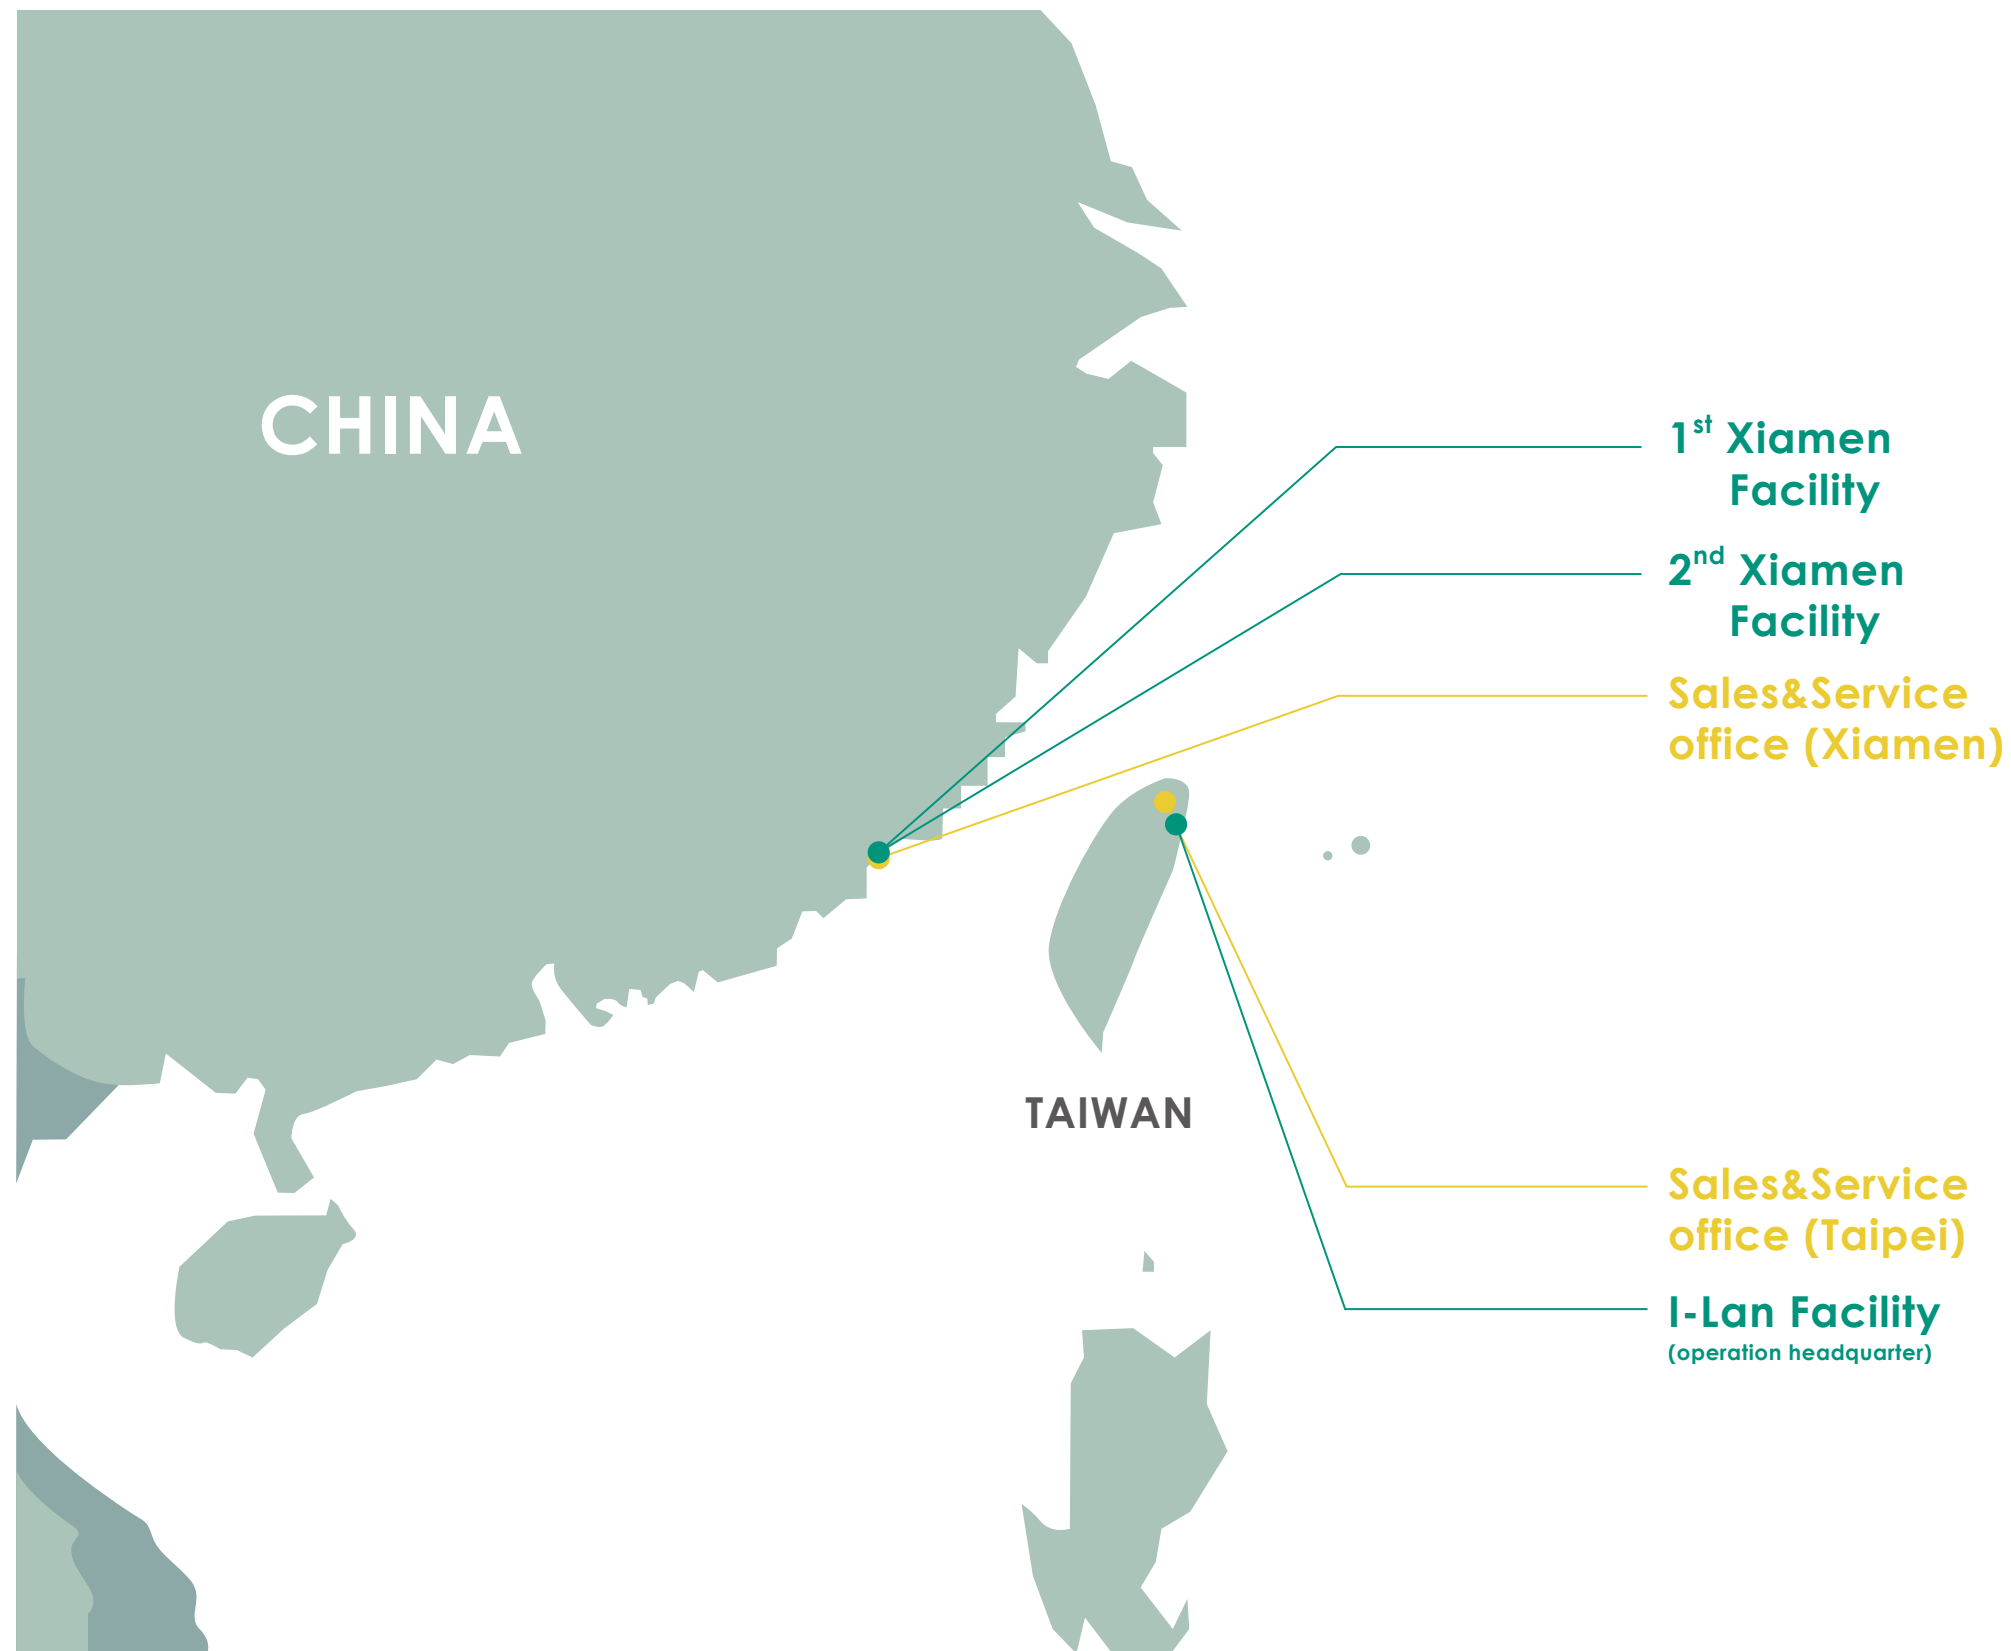 CHINA
1st Xiamen
Facility
2nd Xiamen
Facility
Sales&Service
office (Xiamen)
TAIWAN
Sales&Service
office (Taipei)
I-Lan Facility
(operation headquarter)